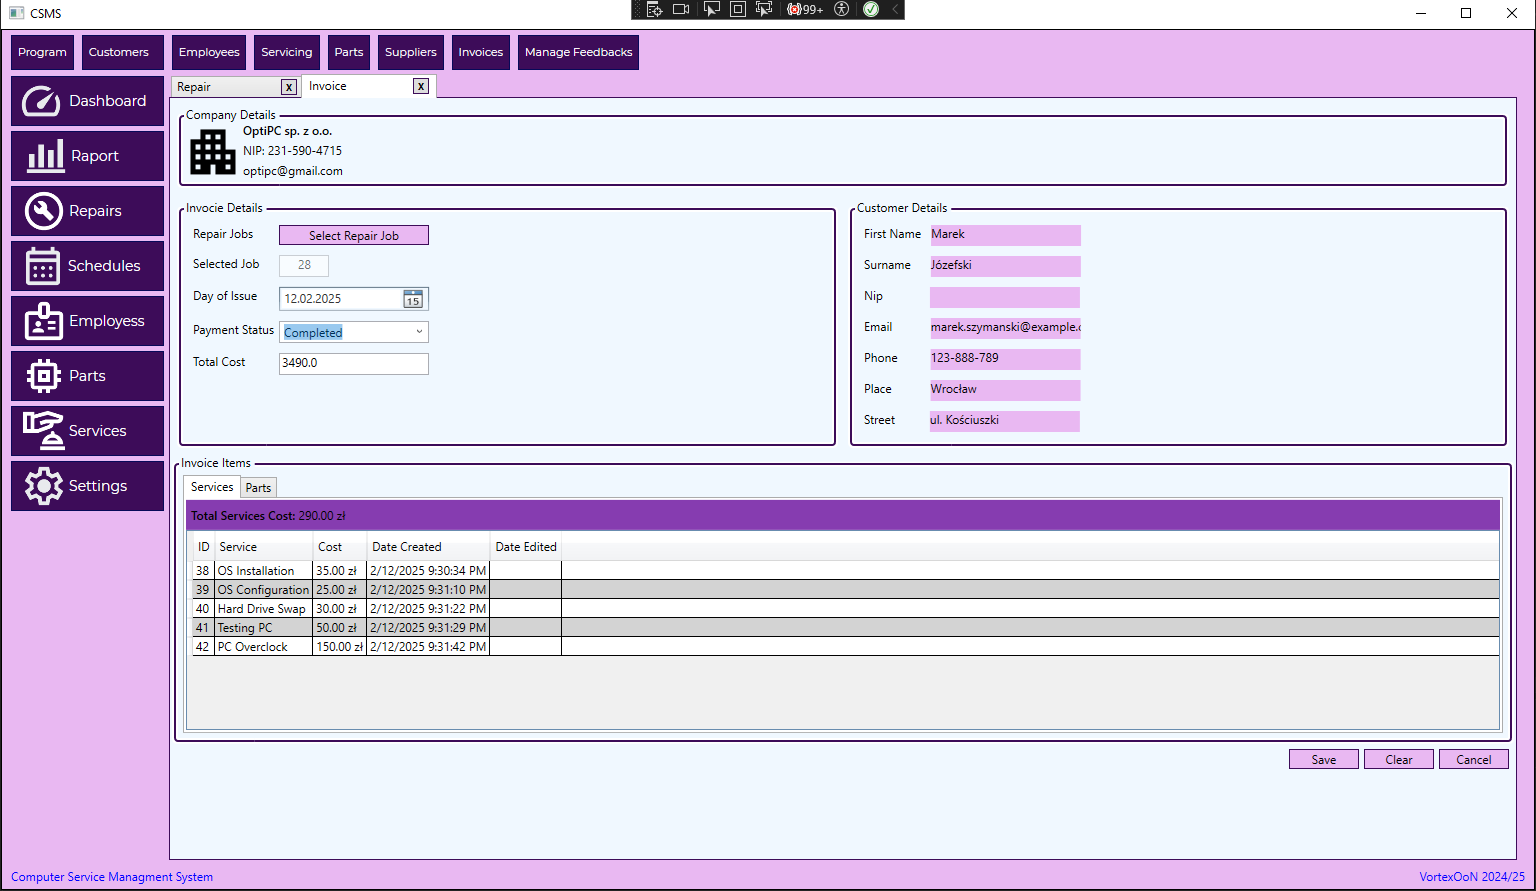 CSMS
99+
Program Customers Employees Servicing Parts Suppliers Invoices Manage Feedbacks
Dashboard
Raport
Repairs
Schedules
Employess
Parts
Services
Settings
Repair x Invoice x
Company Details
OptiPC sp. z o.o.
NIP: 231-590-4715
optipc@gmail.com
Invocie Details
Repair Jobs Select Repair Job
Selected Job 28
Day of Issue 12.02.2025 15
Payment Status Completed
Total Cost 3490.0
Customer Details
First Name Marek
Surname Józefski
Nip
Email marek.szymanski@example.c
Phone 123-888-789
Place Wrocław
Street ul. Kościuszki
Invoice Items
Services Parts
Total Services Cost: 290.00 zł
ID Service Cost Date Created Date Edited
38 OS Installation 35.00 zł 2/12/2025 9:30:34 PM
39 OS Configuration 25.00 zł 2/12/2025 9:31:10 PM
40 Hard Drive Swap 30.00 zł 2/12/2025 9:31:22 PM
41 Testing PC 50.00 zł 2/12/2025 9:31:29 PM
42 PC Overclock 150.00 zł 2/12/2025 9:31:42 PM
Save Clear Cancel
Computer Service Managment System
VortexOoN 2024/25